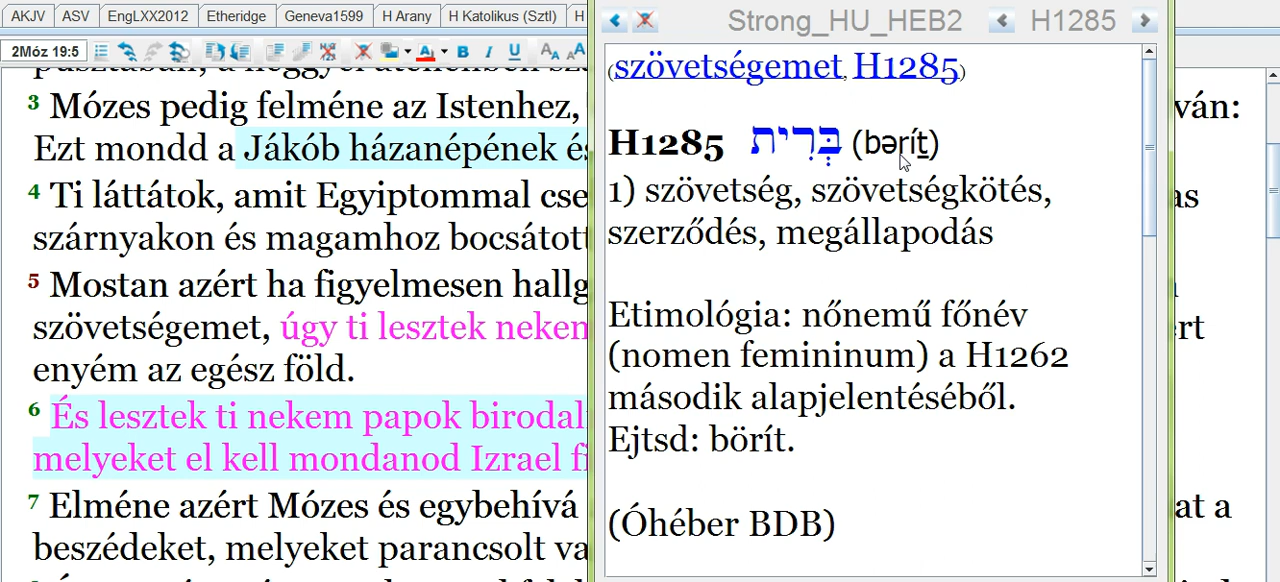 AKJV ASV EngLXX2012 Etheridge Geneva1599 H Arany H Katolikus (Sztl) H
2Móz 19:5
3 Mózes pedig felméne az Istenhez,
Ezt mondd a Jákób házanépének és
4 Ti láttátok, amit Egyiptommal cse
szárnyakon és magamhoz bocsátott
5 Mostan azért ha figyelmesen hallg
szövetségemet, úgy ti lesztek neken
enyém az egész föld.
6 És lesztek ti nekem papok birodal
melyeket el kell mondanod Izrael fi
7 Elméne azért Mózes és egybehívá
beszédeket, melyeket parancsolt va
Strong_HU_HEB2 H1285
(szövetségemet, H1285)
H1285 בְּרִית (bəríṯ)
1) szövetség, szövetségkötés,
szerződés, megállapodás
Etimológia: nőnemű főnév
(nomen femininum) a H1262
második alapjelentéséből.
Ejtsd: börít.
(Óhéber BDB)
ván:
as
ert
at a